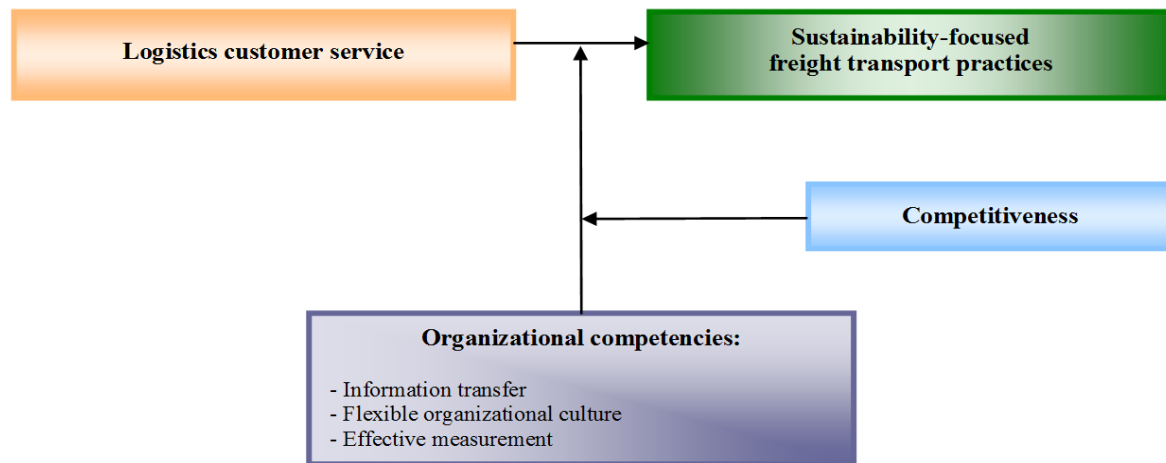 Logistics customer service
Sustainability-focused
freight transport practices
Competitiveness
Organizational competencies:
- Information transfer
- Flexible organizational culture
- Effective measurement